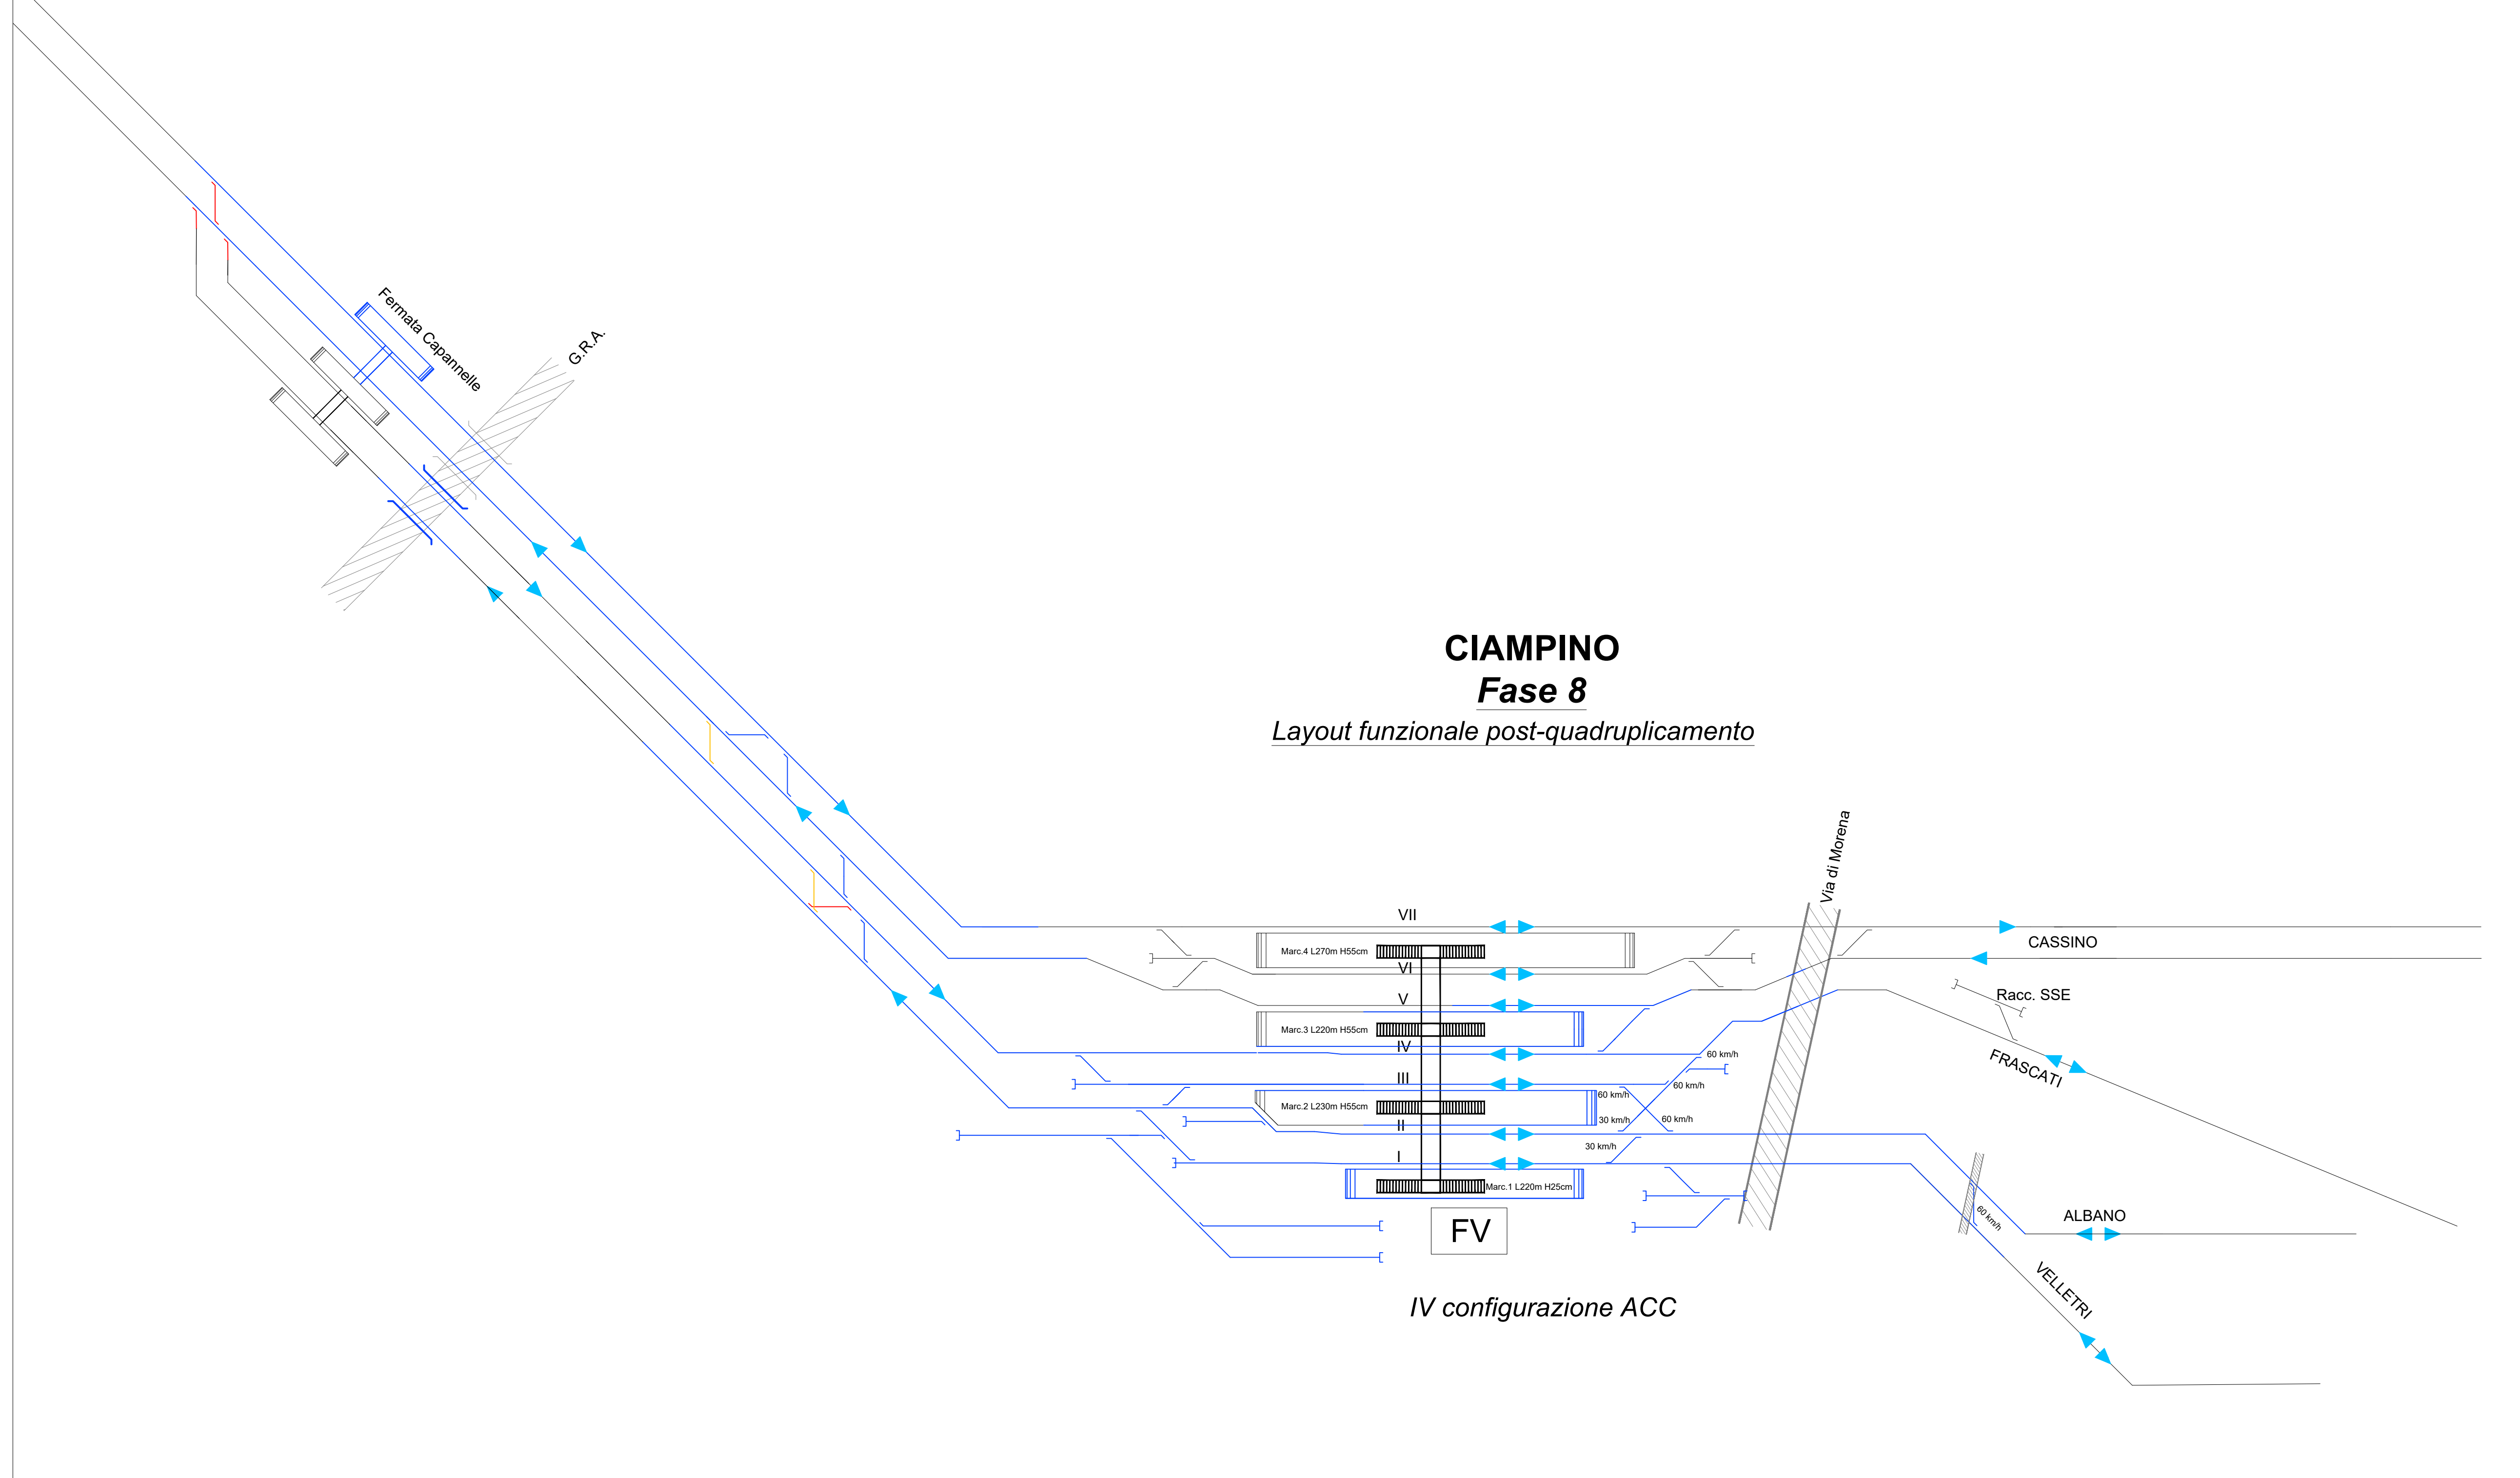 Fermata Capannelle
G.R.A.
CIAMPINO
Fase 8
Layout funzionale post-quadruplicamento
Via di Morena
VII
CASSINO
Marc.4 L270m H55cm
VI
Racc. SSE
V
Marc.3 L220m H55cm
IV
60 km/h
FRASCATI
III
60 km/h
60 km/h
Marc.2 L230m H55cm
30 km/h
60 km/h
II
30 km/h
I
Marc.1 L220m H25cm
60 km/h
ALBANO
FV
VELLETRI
IV configurazione ACC